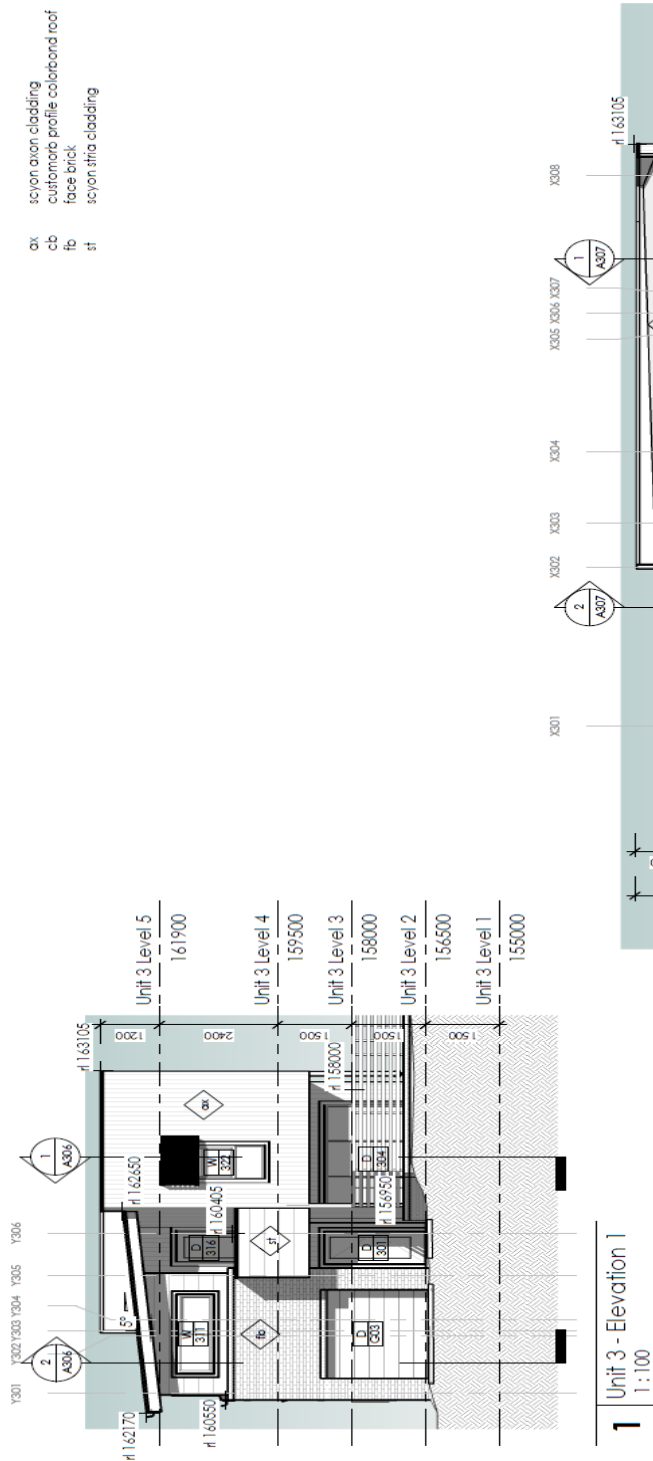 ax scyon axon cladding
cb customorb profile colorbond roof
fb face brick
st scyon stria cladding
Y301
Y302 Y303 Y304
Y305
Y306
2
A306
1
A306
rl 163105
rl 162650
rl 162170
5°
rl 160550
rl 160405
rl 158000
rl 156950
W
311
D
316
W
322
ax
st
fb
D
G03
D
301
D
304
1200
2400
1500
1500
1500
Unit 3 Level 5
161900
Unit 3 Level 4
159500
Unit 3 Level 3
158000
Unit 3 Level 2
156500
Unit 3 Level 1
155000
1 Unit 3 - Elevation 1
1 : 100
X301
2
A307
X302
X303
X304
X305 X306 X307
1
A307
X308
rl 163105